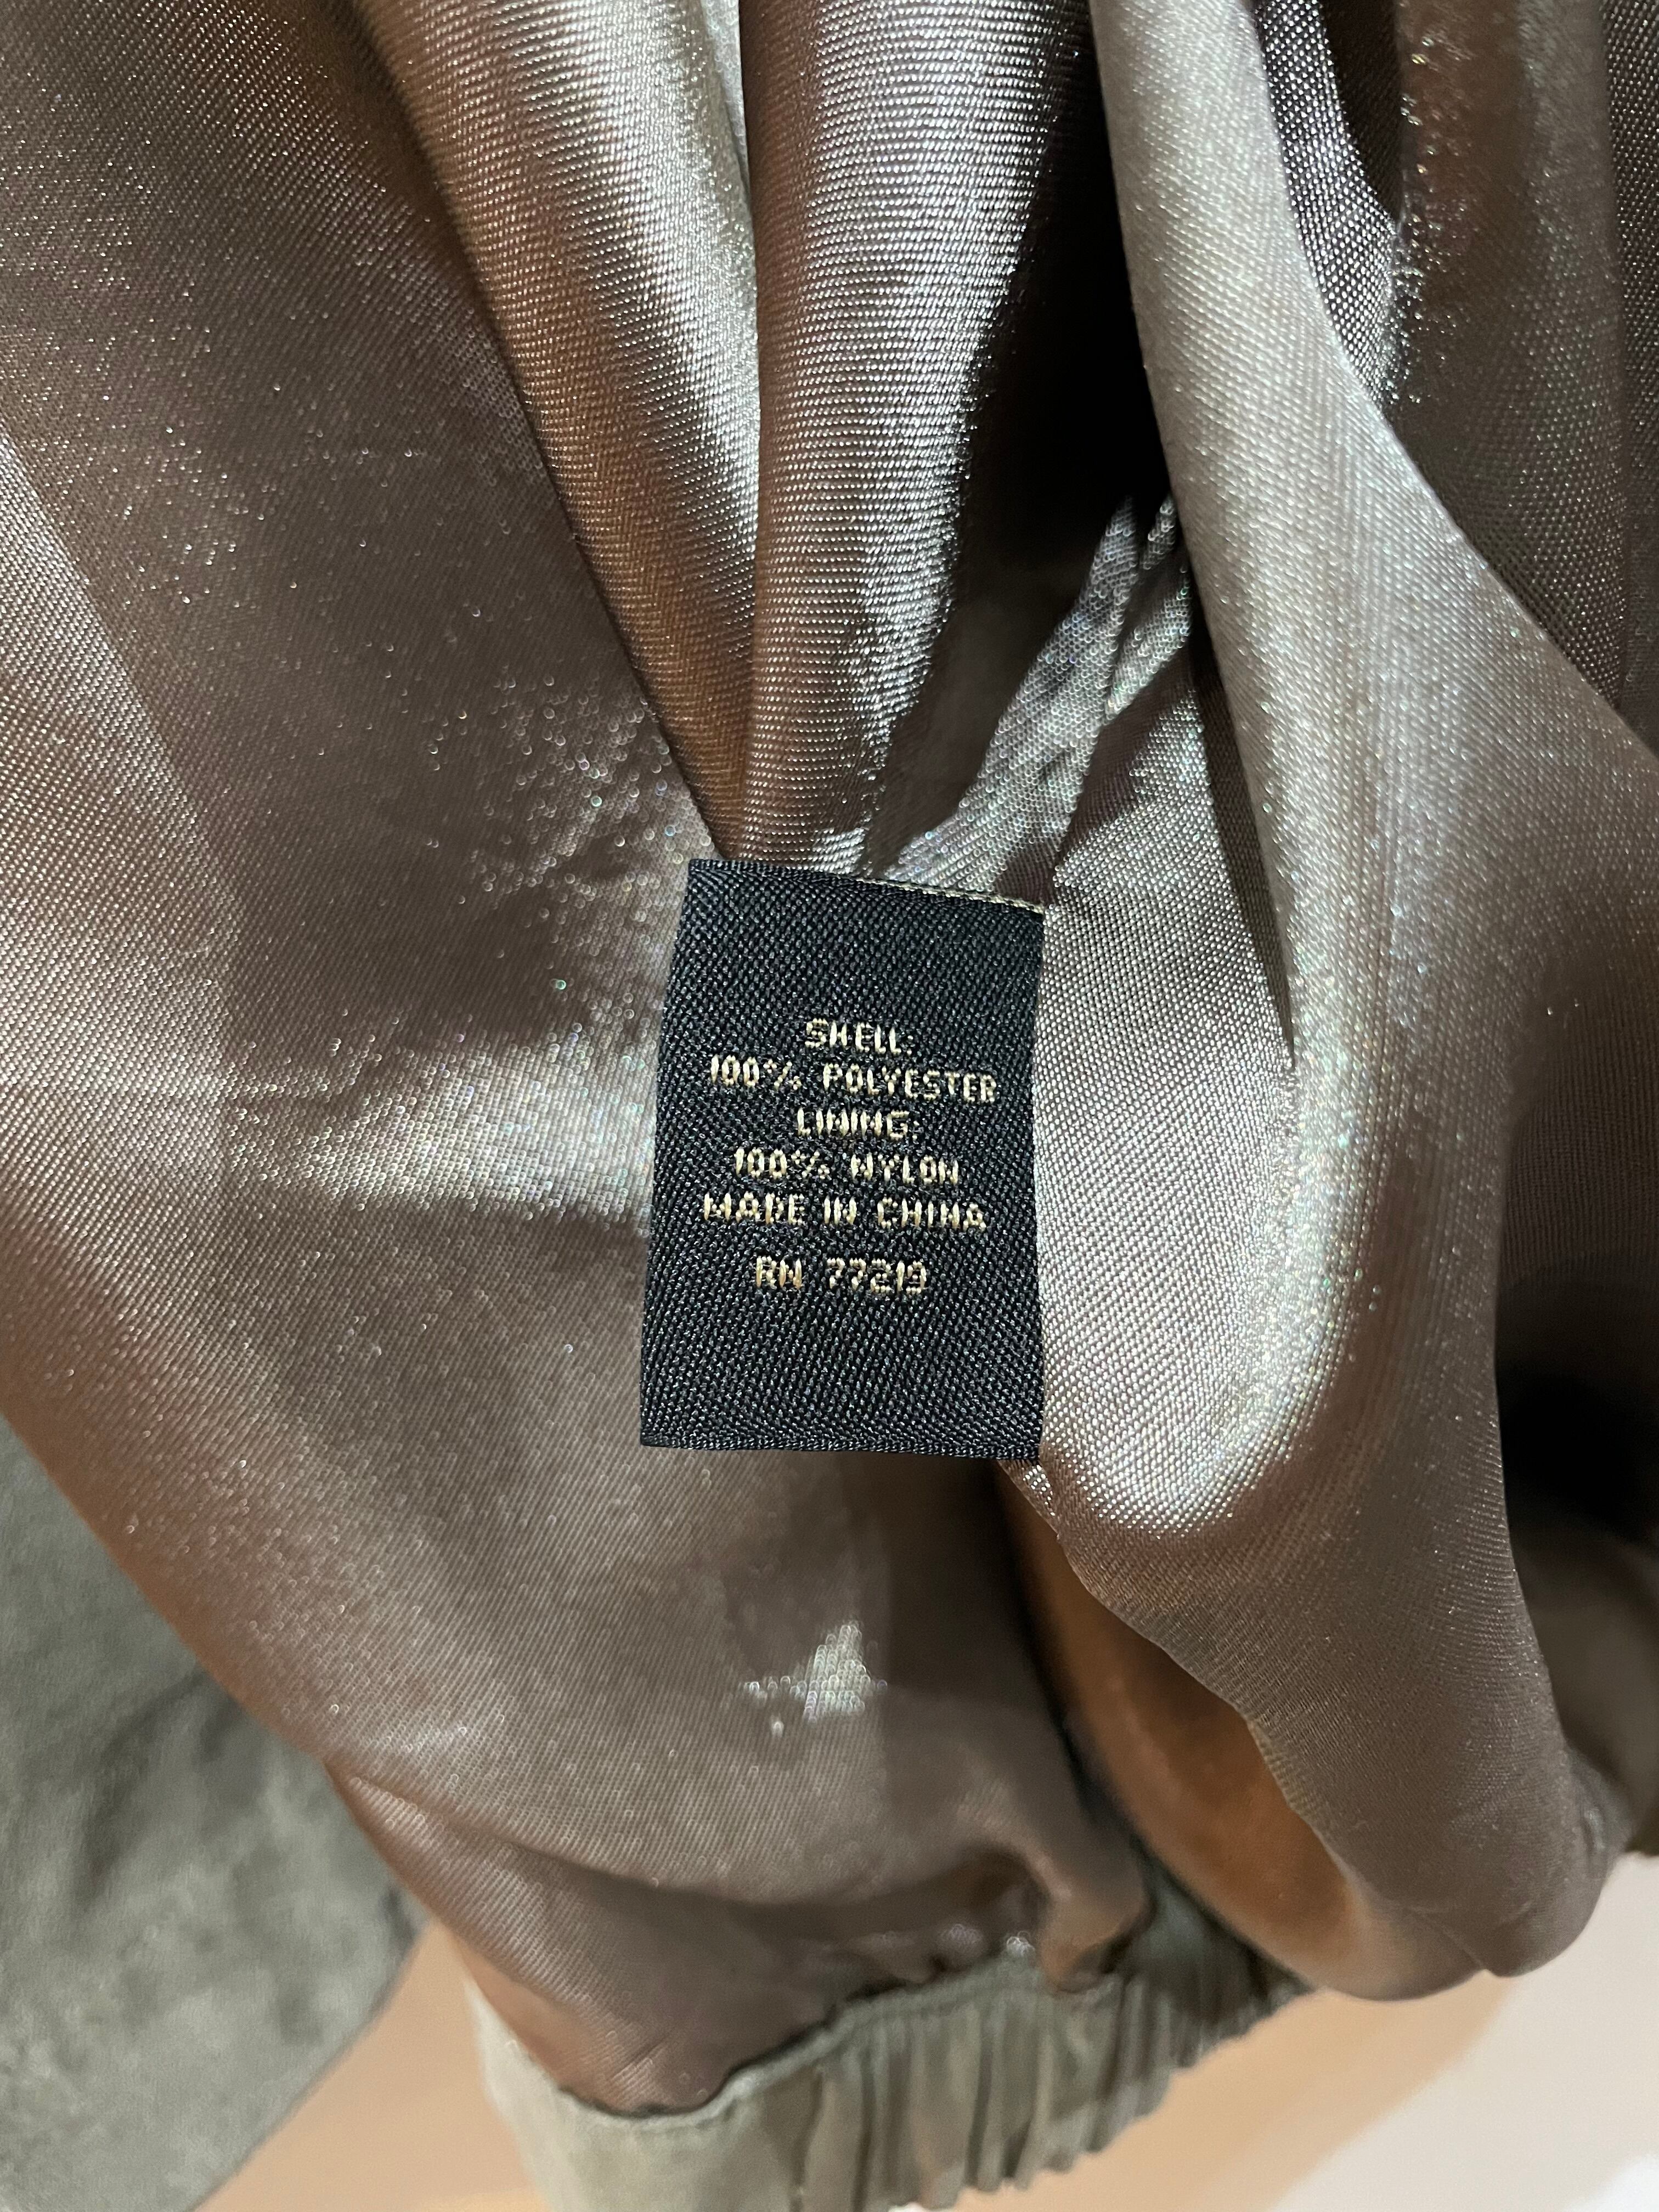 SHELL:
100% POLYESTER
LINING:
100% NYLON
MADE IN CHINA
RN 77219